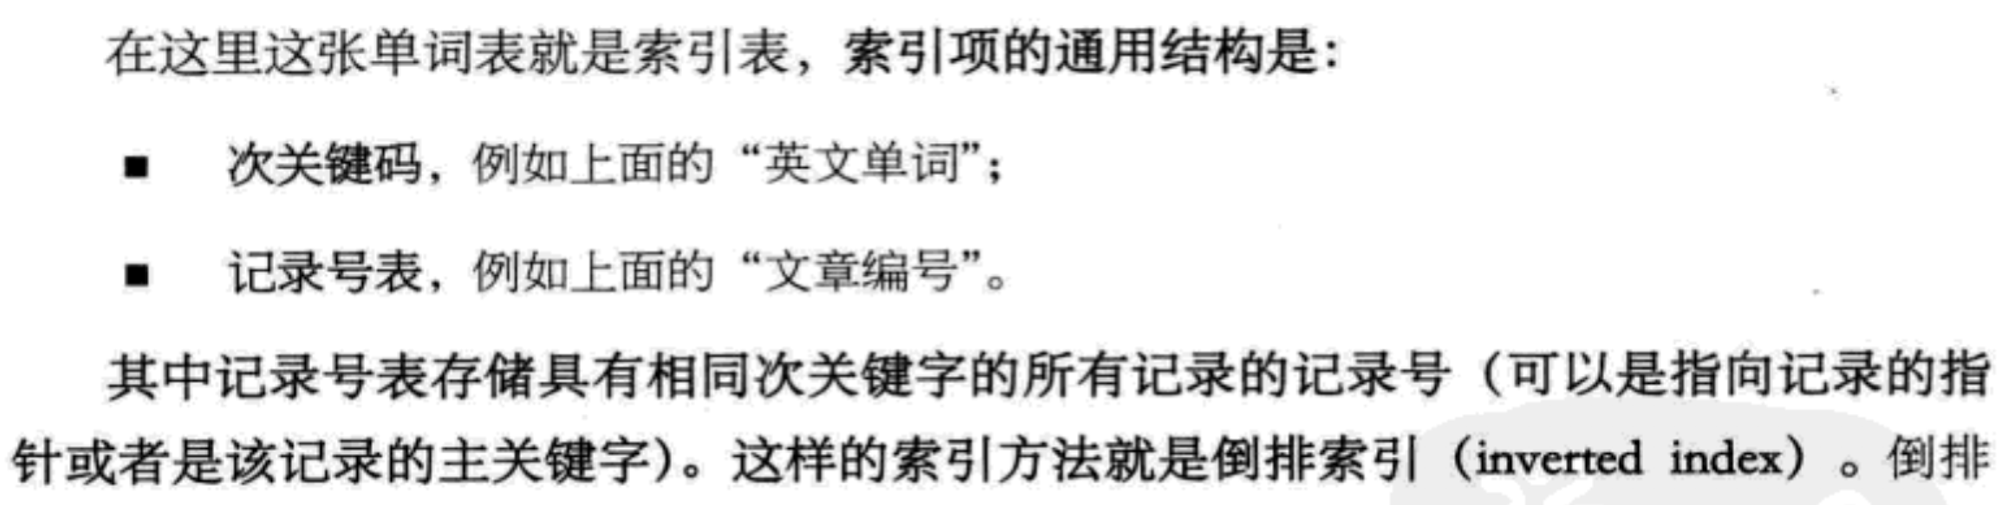 在这里这张单词表就是索引表，索引项的通用结构是：
■ 次关键码，例如上面的“英文单词”；
■ 记录号表，例如上面的“文章编号”。
其中记录号表存储具有相同次关键字的所有记录的记录号（可以是指向记录的指
针或者是该记录的主关键字）。这样的索引方法就是倒排索引（inverted index）。倒排